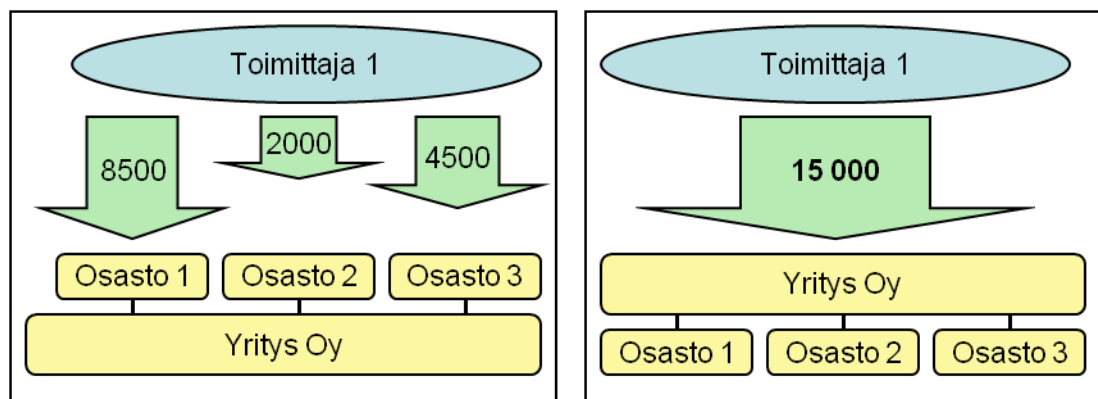 Toimittaja 1
8500
2000
4500
Osasto 1
Osasto 2
Osasto 3
Yritys Oy
Toimittaja 1
15 000
Yritys Oy
Osasto 1
Osasto 2
Osasto 3